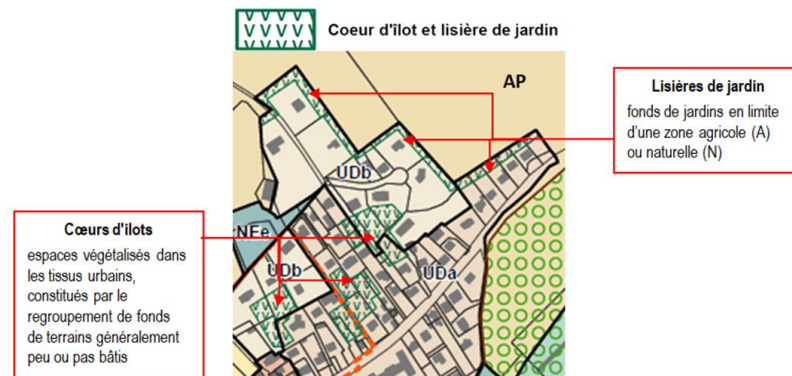 Coeur d'îlot et lisière de jardin
AP
Lisières de jardin
fonds de jardins en limite
d'une zone agricole (A)
ou naturelle (N)
UDb
Cœurs d'ilots
espaces végétalisés dans
les tissus urbains,
constitués par le
regroupement de fonds
de terrains généralement
peu ou pas bâtis
UDb
UDa